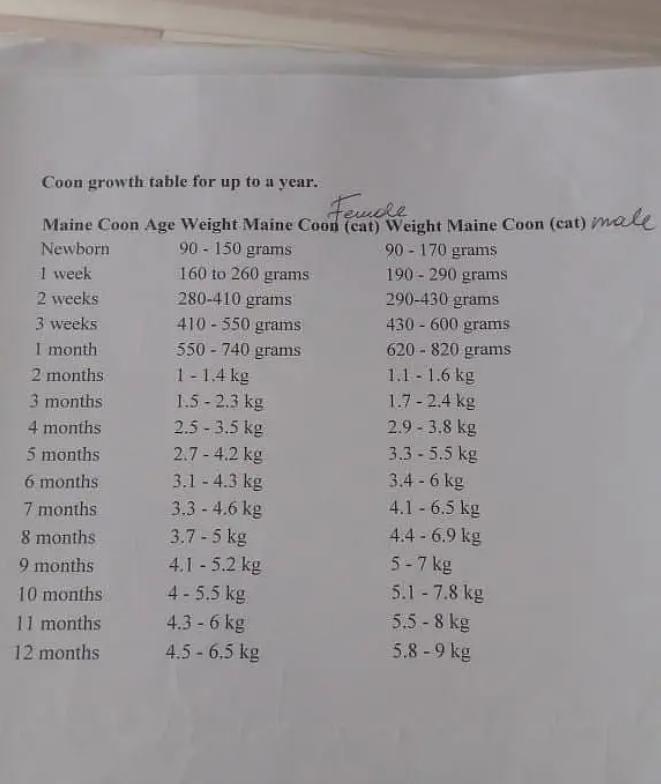 Coon growth table for up to a year.
Female
Maine Coon Age Weight Maine Coon (cat) Weight Maine Coon (cat) male
Newborn 90 - 150 grams 90 - 170 grams
1 week 160 to 260 grams 190 - 290 grams
2 weeks 280-410 grams 290-430 grams
3 weeks 410 - 550 grams 430 - 600 grams
1 month 550 - 740 grams 620 - 820 grams
2 months 1 - 1.4 kg 1.1 - 1.6 kg
3 months 1.5 - 2.3 kg 1.7 - 2.4 kg
4 months 2.5 - 3.5 kg 2.9 - 3.8 kg
5 months 2.7 - 4.2 kg 3.3 - 5.5 kg
6 months 3.1 - 4.3 kg 3.4 - 6 kg
7 months 3.3 - 4.6 kg 4.1 - 6.5 kg
8 months 3.7 - 5 kg 4.4 - 6.9 kg
9 months 4.1 - 5.2 kg 5 - 7 kg
10 months 4 - 5.5 kg 5.1 - 7.8 kg
11 months 4.3 - 6 kg 5.5 - 8 kg
12 months 4.5 - 6.5 kg 5.8 - 9 kg